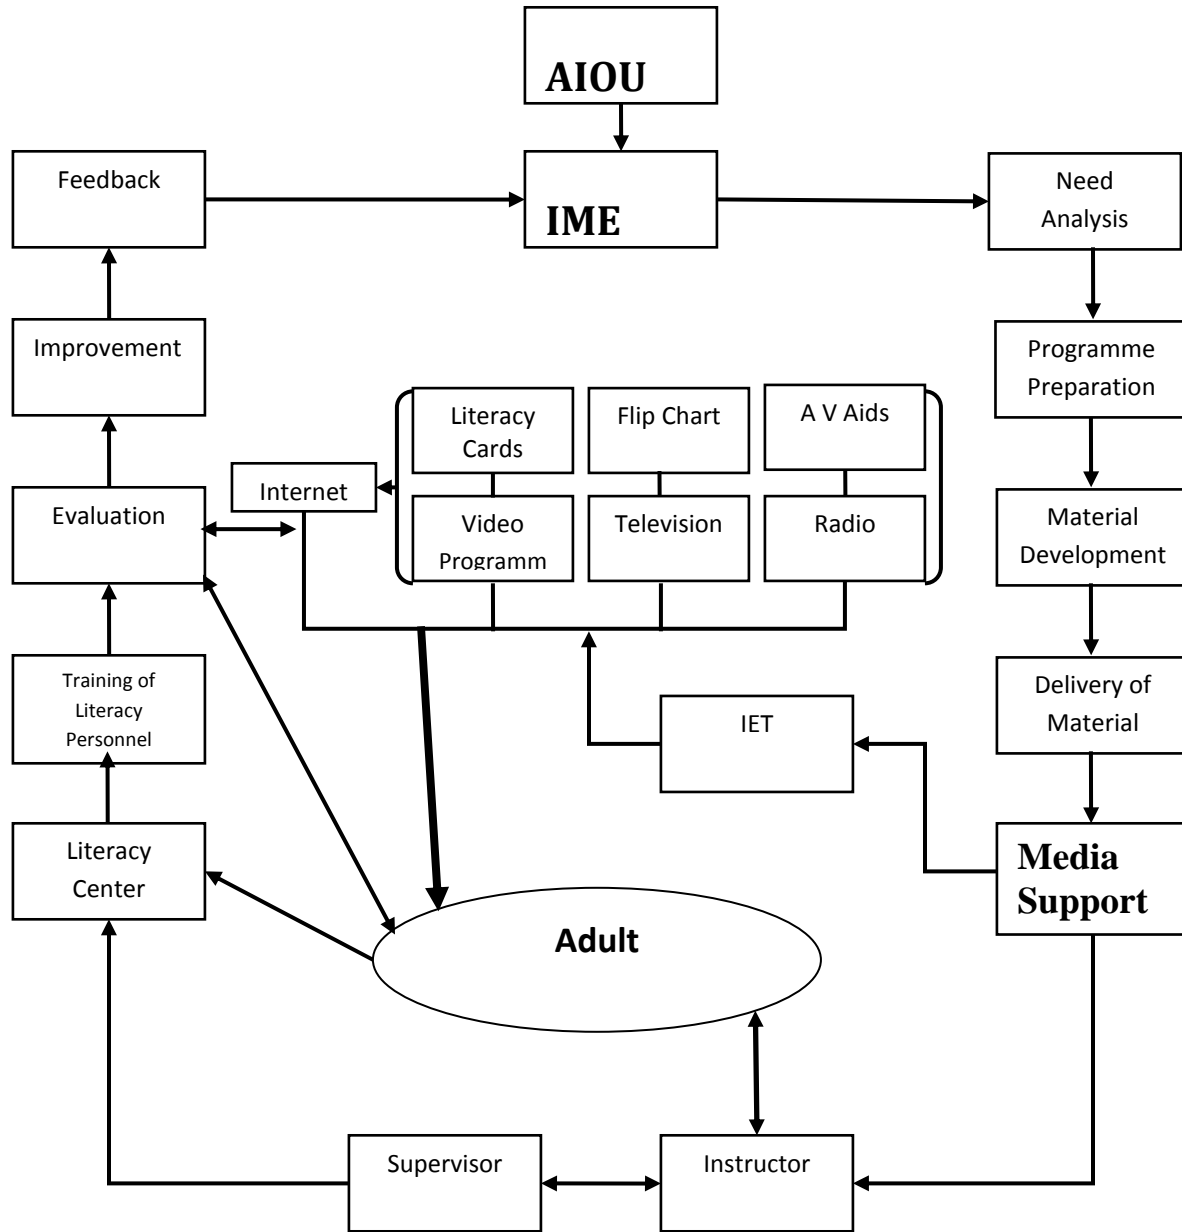 AIOU
Feedback
IME
Need
Analysis
Improvement
Programme
Preparation
Literacy
Cards
Flip Chart
A V Aids
Internet
Evaluation
Video
Programm
Television
Radio
Material
Development
Training of
Literacy
Personnel
IET
Delivery of
Material
Literacy
Center
Media
Support
Adult
Supervisor
Instructor